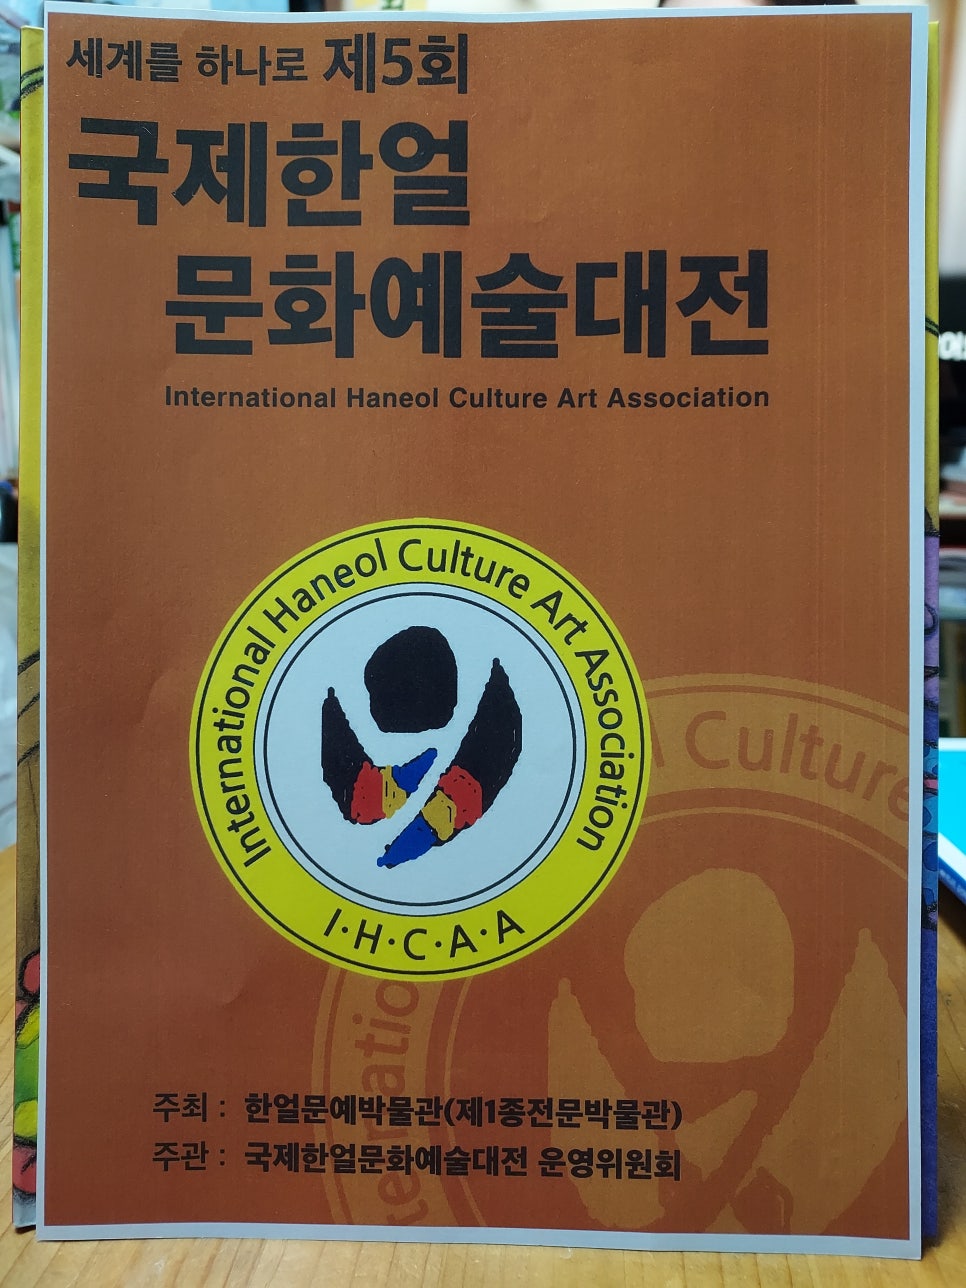 세계를 하나로 제5회
국제한얼
문화예술대전
International Haneol Culture Art Association
International Haneol Culture Art Association
I·H·C·A·A
Culture
주최 : 한얼문예박물관(제1종전문박물관)
주관 : 국제한얼문화예술대전 운영위원회